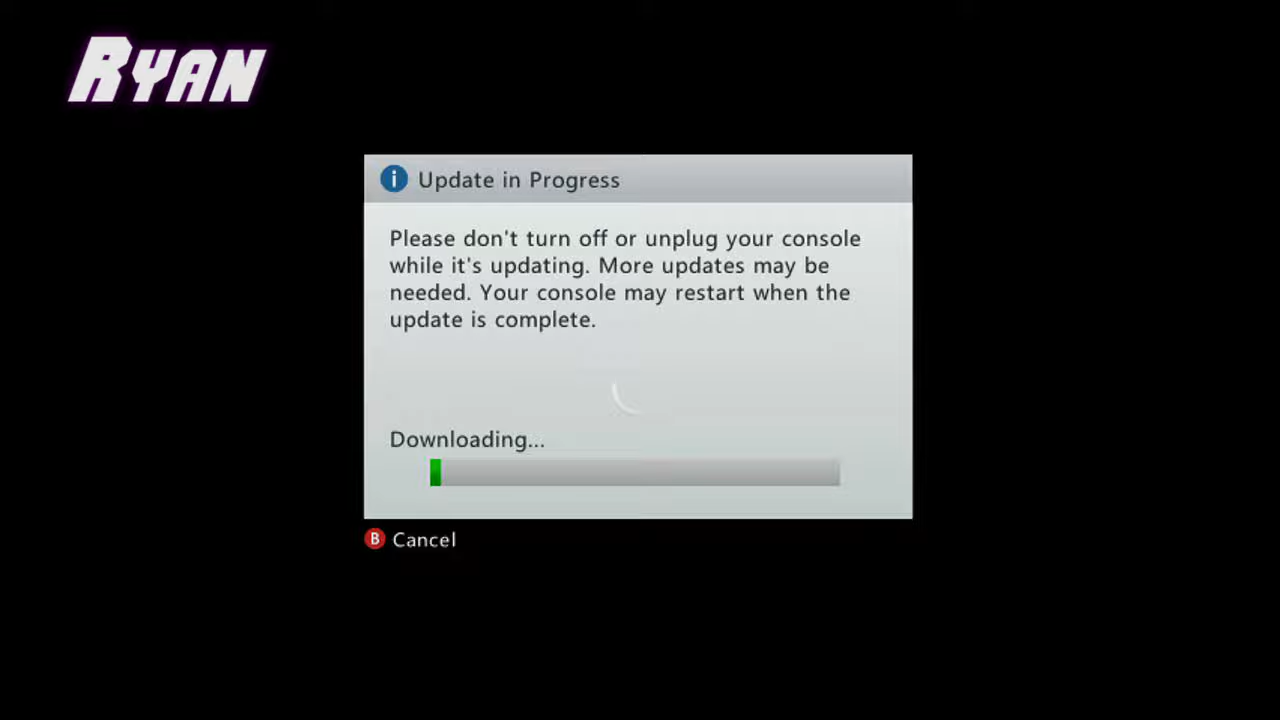 RYAN
Update in Progress
Please don't turn off or unplug your console
while it's updating. More updates may be
needed. Your console may restart when the
update is complete.
Downloading...
B Cancel